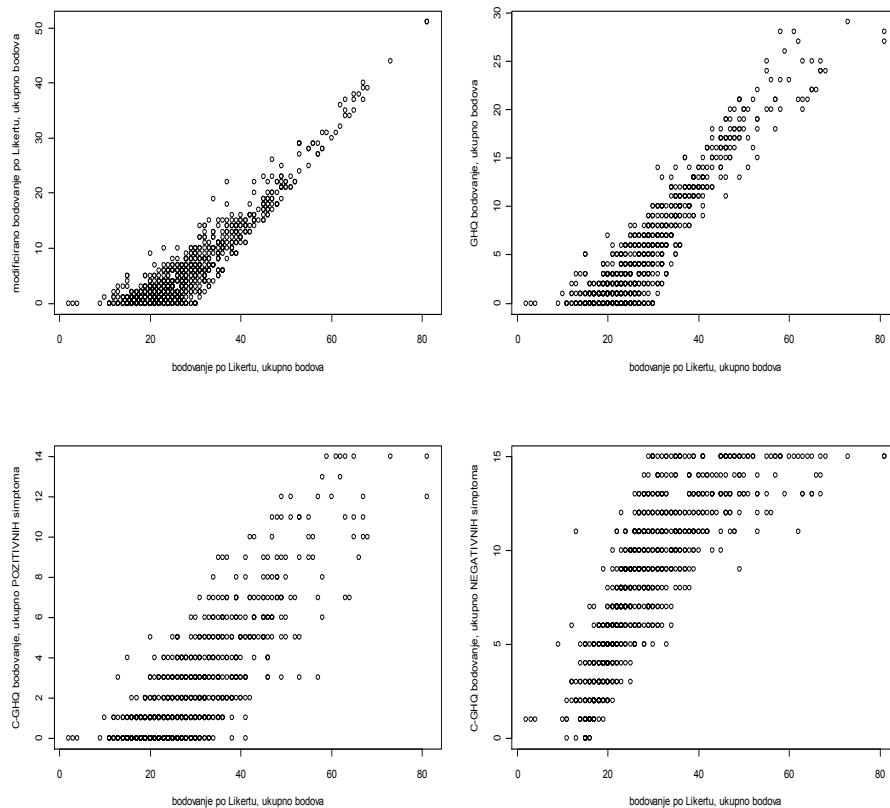 modificirano bodovanje po Likertu, ukupno bodova
0 10 20 30 40 50
0 20 40 60 80
bodovanje po Likertu, ukupno bodova
GHQ bodovanje, ukupno bodova
0 5 10 15 20 25 30
0 20 40 60 80
bodovanje po Likertu, ukupno bodova
C-GHQ bodovanje, ukupno POZITIVNIH simptoma
0 2 4 6 8 10 12 14
0 20 40 60 80
bodovanje po Likertu, ukupno bodova
C-GHQ bodovanje, ukupno NEGATIVNIH simptoma
0 5 10 15
0 20 40 60 80
bodovanje po Likertu, ukupno bodova